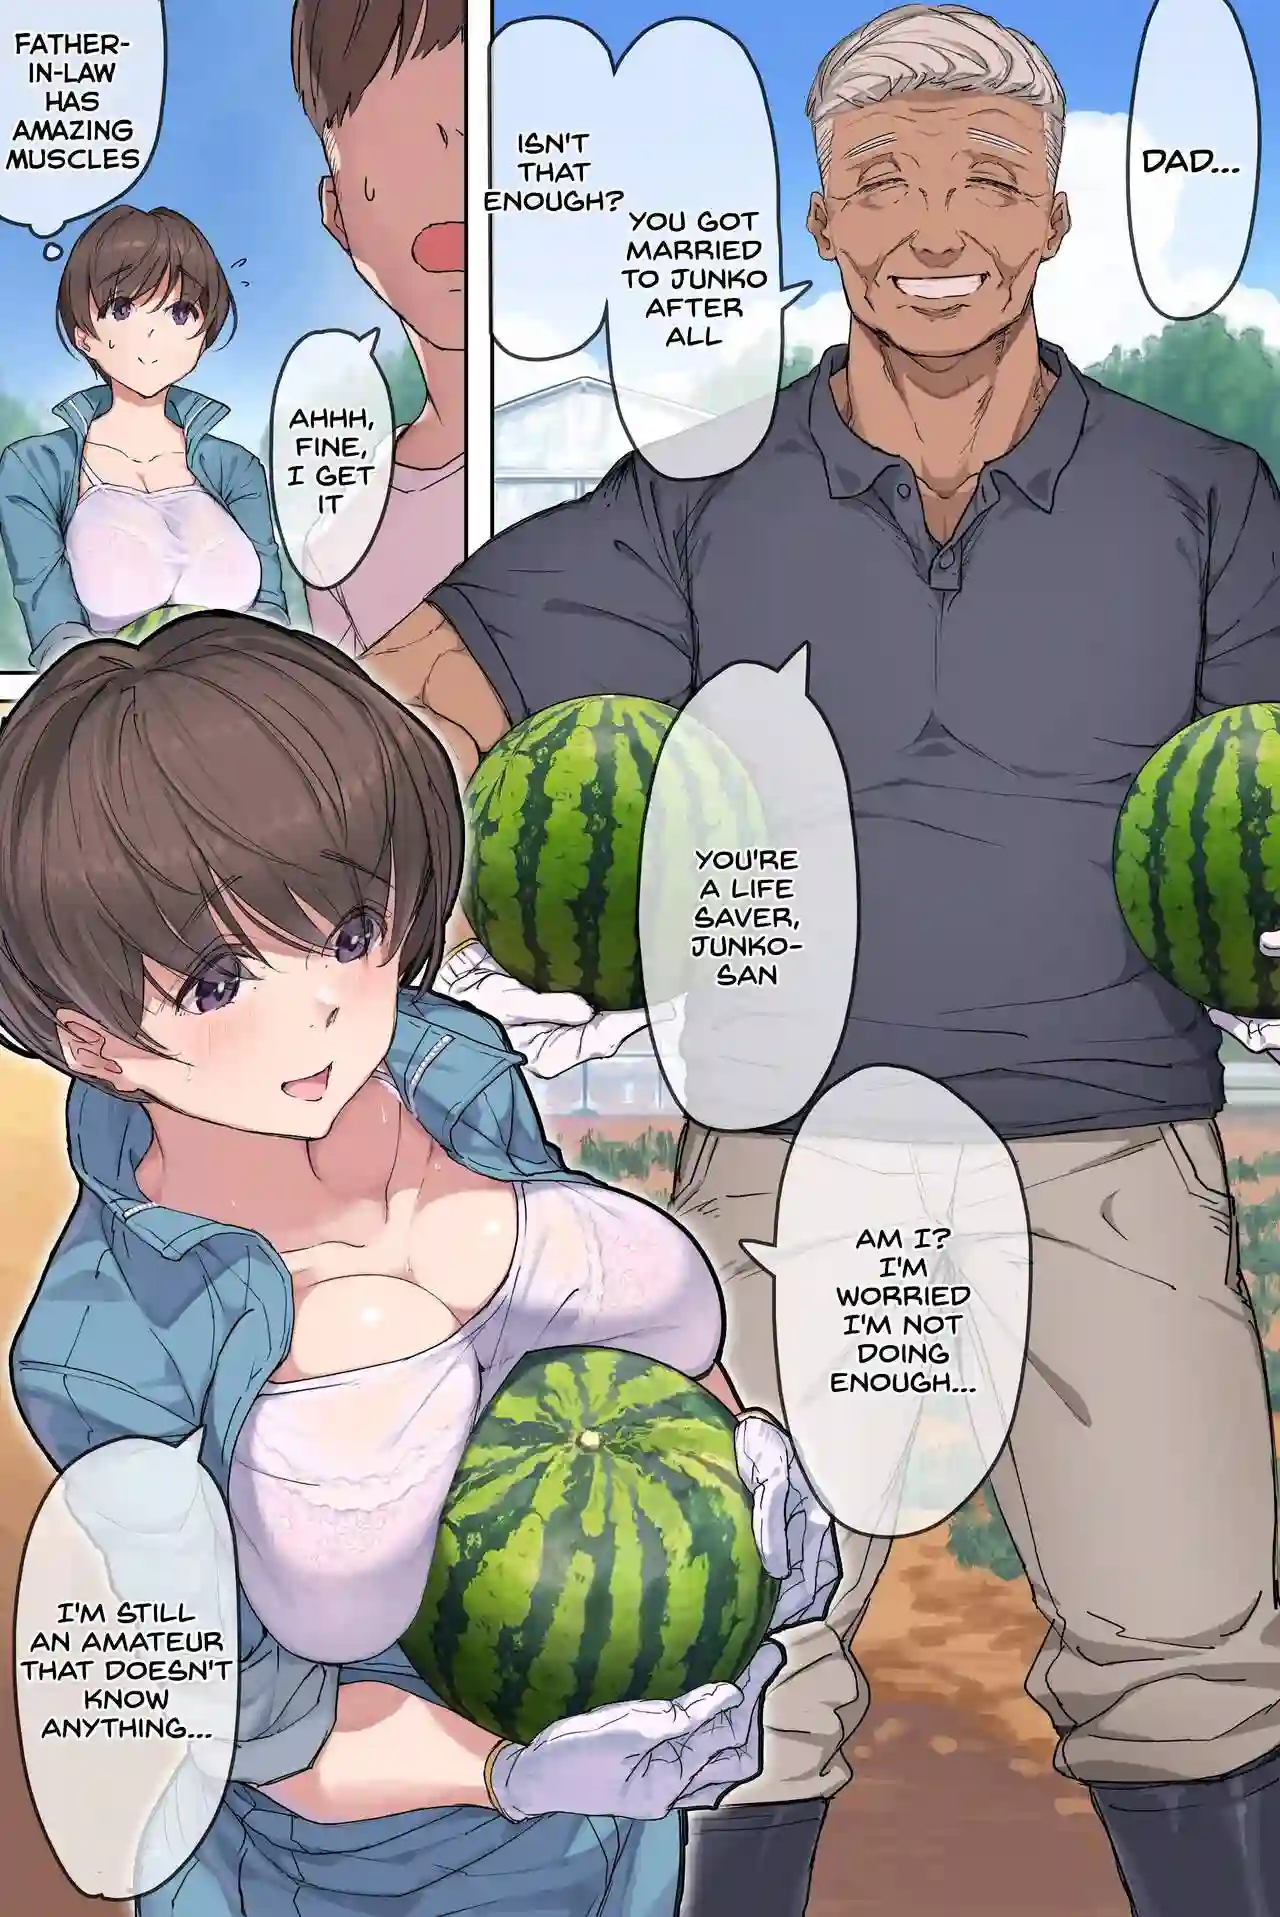 DAD...
YOU GOT
MARRIED
TO JUNKO
AFTER
ALL
ISN'T
THAT
ENOUGH?
AHHH,
FINE,
I GET
IT
FATHER-
IN-LAW
HAS
AMAZING
MUSCLES
YOU'RE
A LIFE
SAVER,
JUNKO-
SAN
AM I?
I'M
WORRIED
I'M NOT
DOING
ENOUGH...
I'M STILL
AN AMATEUR
THAT DOESN'T
KNOW
ANYTHING...